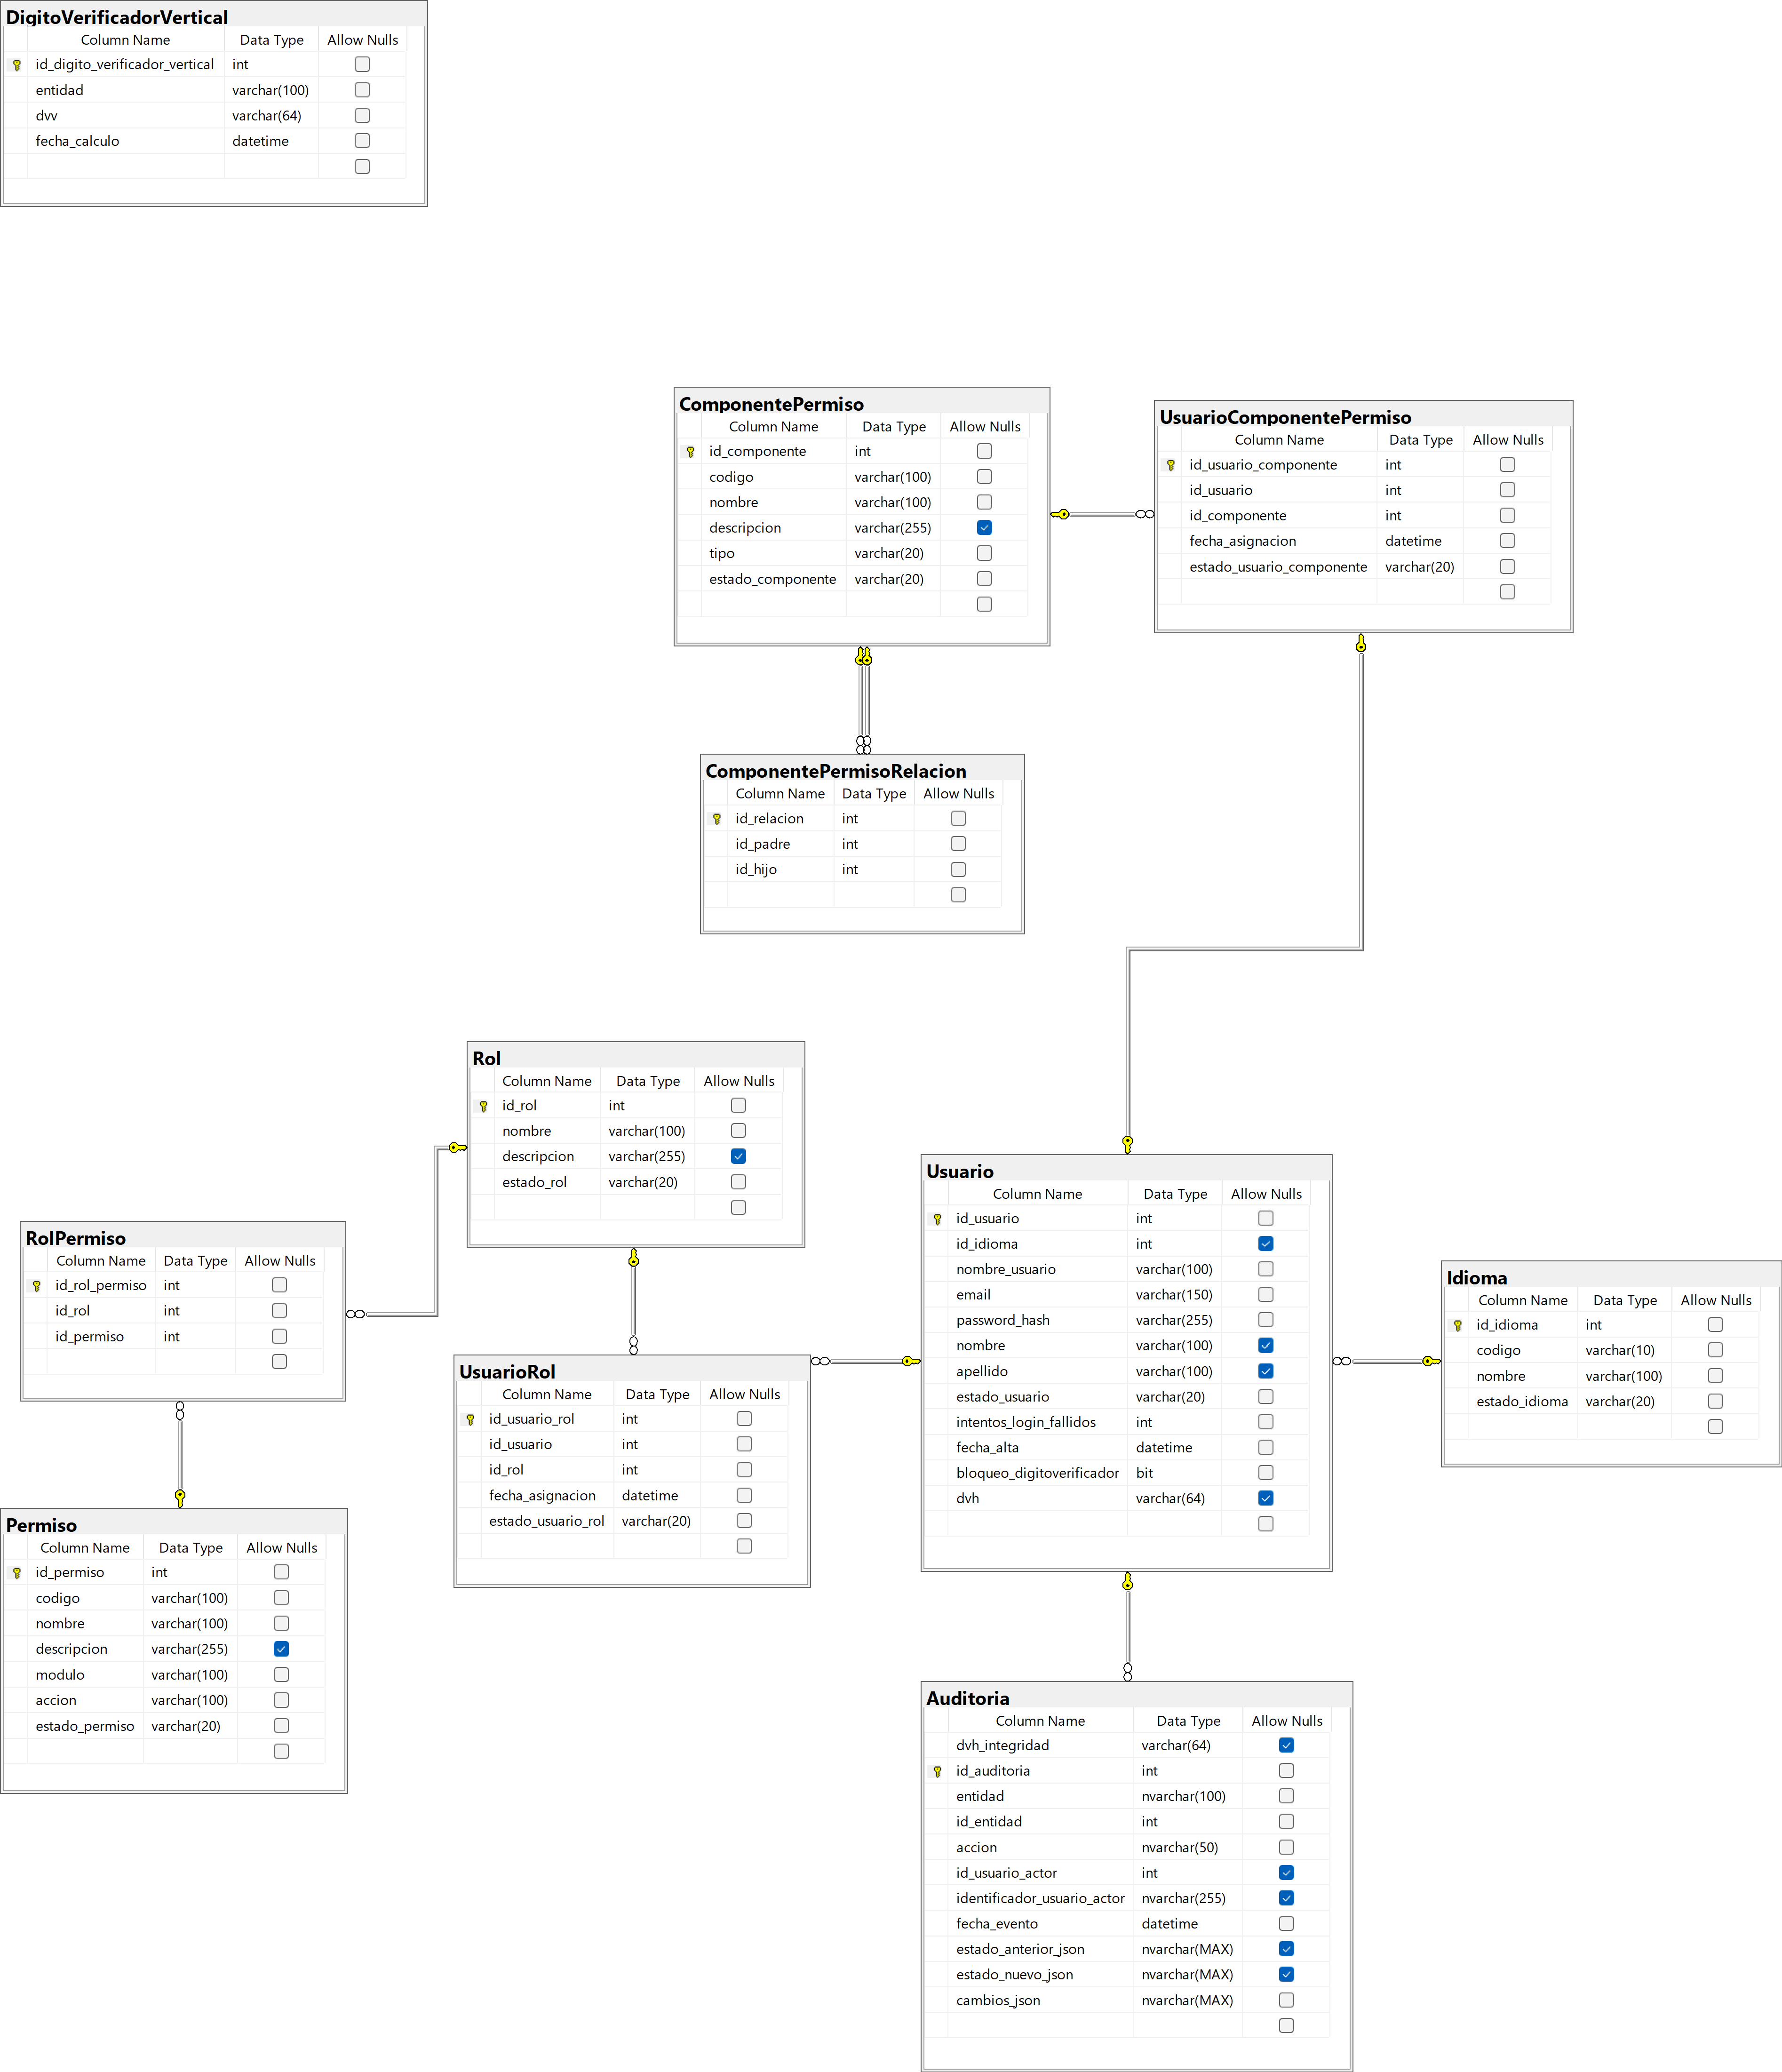 DigitoVerificadorVertical
Column Name Data Type Allow Nulls
id_digito_verificador_vertical int
entidad varchar(100)
dvv varchar(64)
fecha_calculo datetime
ComponentePermiso
Column Name Data Type Allow Nulls
id_componente int
codigo varchar(100)
nombre varchar(100)
descripcion varchar(255)
tipo varchar(20)
estado_componente varchar(20)
UsuarioComponentePermiso
Column Name Data Type Allow Nulls
id_usuario_componente int
id_usuario int
id_componente int
fecha_asignacion datetime
estado_usuario_componente varchar(20)
ComponentePermisoRelacion
Column Name Data Type Allow Nulls
id_relacion int
id_padre int
id_hijo int
Rol
Column Name Data Type Allow Nulls
id_rol int
nombre varchar(100)
descripcion varchar(255)
estado_rol varchar(20)
Usuario
Column Name Data Type Allow Nulls
id_usuario int
id_idioma int
nombre_usuario varchar(100)
email varchar(150)
password_hash varchar(255)
nombre varchar(100)
apellido varchar(100)
estado_usuario varchar(20)
intentos_login_fallidos int
fecha_alta datetime
bloqueo_digitoverificador bit
dvh varchar(64)
RolPermiso
Column Name Data Type Allow Nulls
id_rol_permiso int
id_rol int
id_permiso int
Idioma
Column Name Data Type Allow Nulls
id_idioma int
codigo varchar(10)
nombre varchar(100)
estado_idioma varchar(20)
UsuarioRol
Column Name Data Type Allow Nulls
id_usuario_rol int
id_usuario int
id_rol int
fecha_asignacion datetime
estado_usuario_rol varchar(20)
Permiso
Column Name Data Type Allow Nulls
id_permiso int
codigo varchar(100)
nombre varchar(100)
descripcion varchar(255)
modulo varchar(100)
accion varchar(100)
estado_permiso varchar(20)
Auditoria
Column Name Data Type Allow Nulls
dvh_integridad varchar(64)
id_auditoria int
entidad nvarchar(100)
id_entidad int
accion nvarchar(50)
id_usuario_actor int
identificador_usuario_actor nvarchar(255)
fecha_evento datetime
estado_anterior_json nvarchar(MAX)
estado_nuevo_json nvarchar(MAX)
cambios_json nvarchar(MAX)